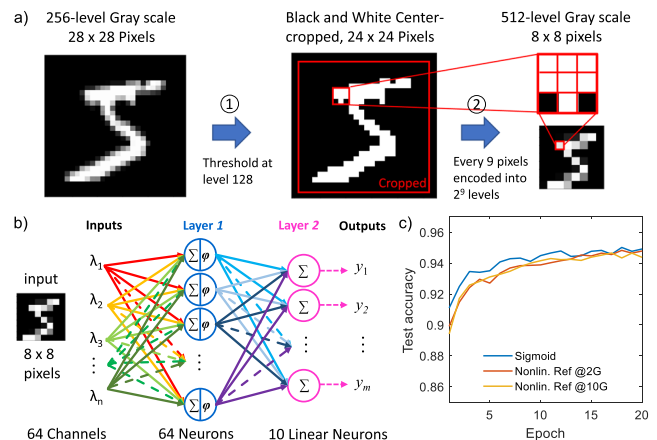 a)
256-level Gray scale
28 x 28 Pixels
Black and White Center-
cropped, 24 x 24 Pixels
512-level Gray scale
8 x 8 pixels
1
Threshold at
level 128
Cropped
2
Every 9 pixels
encoded into
2⁹ levels
b)
Inputs
Layer 1
Layer 2
Outputs
input
8 x 8
pixels
λ1
λ2
λ3
⋮
λn
Σ φ
Σ φ
Σ φ
⋮
Σ φ
Σ
Σ
⋮
Σ
y1
y2
⋮
ym
64 Channels
64 Neurons
10 Linear Neurons
c)
Test accuracy
0.96
0.94
0.92
0.9
0.88
0.86
Sigmoid
Nonlin. Ref @2G
Nonlin. Ref @10G
5
10
15
20
Epoch